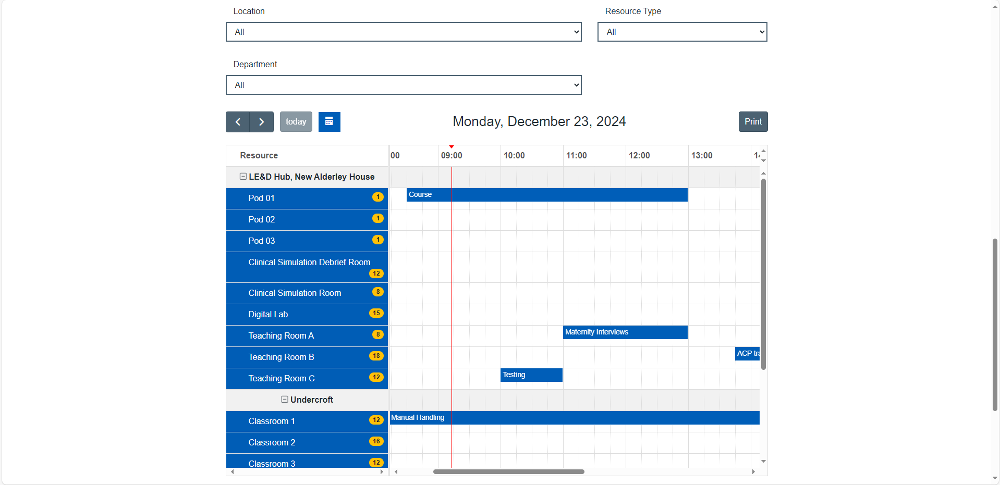 Location
Resource Type
All
All
Department
All
today
Monday, December 23, 2024
Print
Resource
00 09:00 10:00 11:00 12:00 13:00
LE&D Hub, New Alderley House
Pod 01 1 Course
Pod 02 1
Pod 03 1
Clinical Simulation Debrief Room
12
Clinical Simulation Room 8
Digital Lab 15
Teaching Room A 8 Maternity Interviews
Teaching Room B 18 ACP
Teaching Room C 12 Testing
Undercroft
Classroom 1 12 Manual Handling
Classroom 2 16
Classroom 3 12